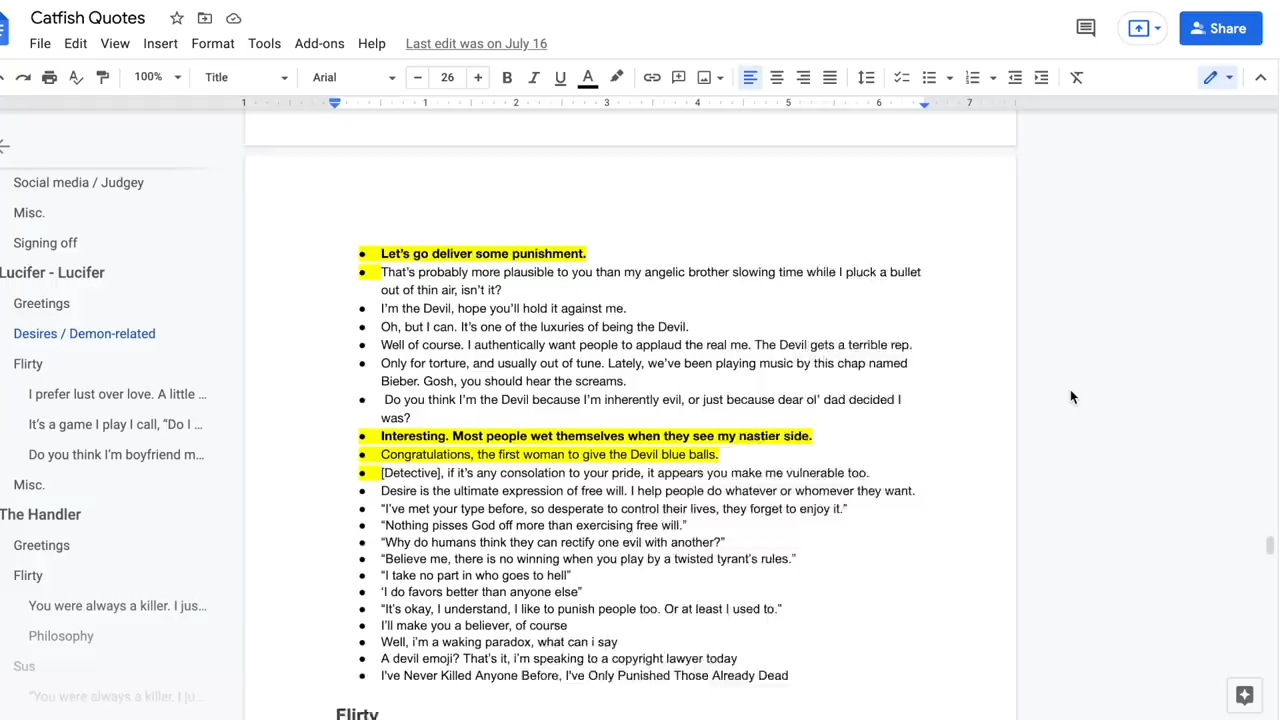 Catfish Quotes
File Edit View Insert Format Tools Add-ons Help Last edit was on July 16
Share
100% Title Arial 26
1 1 2 3 4 5 6 7
Social media / Judgey
Misc.
Signing off
Lucifer - Lucifer
Greetings
Desires / Demon-related
Flirty
I prefer lust over love. A little ...
It's a game I play I call, “Do I ...
Do you think I'm boyfriend m...
Misc.
The Handler
Greetings
Flirty
You were always a killer. I jus...
Philosophy
Sus
“You were always a killer. I ju...
● Let's go deliver some punishment.
● That's probably more plausible to you than my angelic brother slowing time while I pluck a bullet
out of thin air, isn't it?
● I'm the Devil, hope you'll hold it against me.
● Oh, but I can. It's one of the luxuries of being the Devil.
● Well of course. I authentically want people to applaud the real me. The Devil gets a terrible rep.
● Only for torture, and usually out of tune. Lately, we've been playing music by this chap named
Bieber. Gosh, you should hear the screams.
● Do you think I'm the Devil because I'm inherently evil, or just because dear ol' dad decided I
was?
● Interesting. Most people wet themselves when they see my nastier side.
● Congratulations, the first woman to give the Devil blue balls.
● [Detective], if it's any consolation to your pride, it appears you make me vulnerable too.
● Desire is the ultimate expression of free will. I help people do whatever or whomever they want.
● “I've met your type before, so desperate to control their lives, they forget to enjoy it.”
● “Nothing pisses God off more than exercising free will.”
● “Why do humans think they can rectify one evil with another?”
● “Believe me, there is no winning when you play by a twisted tyrant's rules.”
● “I take no part in who goes to hell”
● ‘I do favors better than anyone else”
● “It's okay, I understand, I like to punish people too. Or at least I used to.”
● I'll make you a believer, of course
● Well, i'm a waking paradox, what can i say
● A devil emoji? That's it, i'm speaking to a copyright lawyer today
● I've Never Killed Anyone Before, I've Only Punished Those Already Dead
Flirty